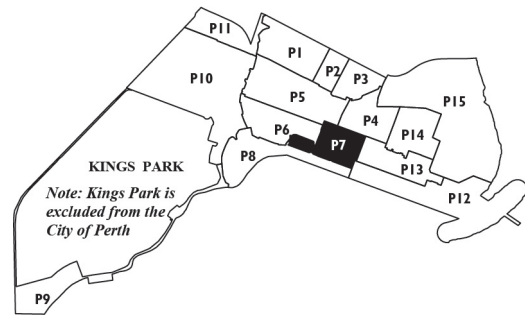 P11
P1
P2
P3
P10
P5
P15
P4
P14
P6
P7
P8
P13
KINGS PARK
Note: Kings Park is
excluded from the
City of Perth
P12
P9